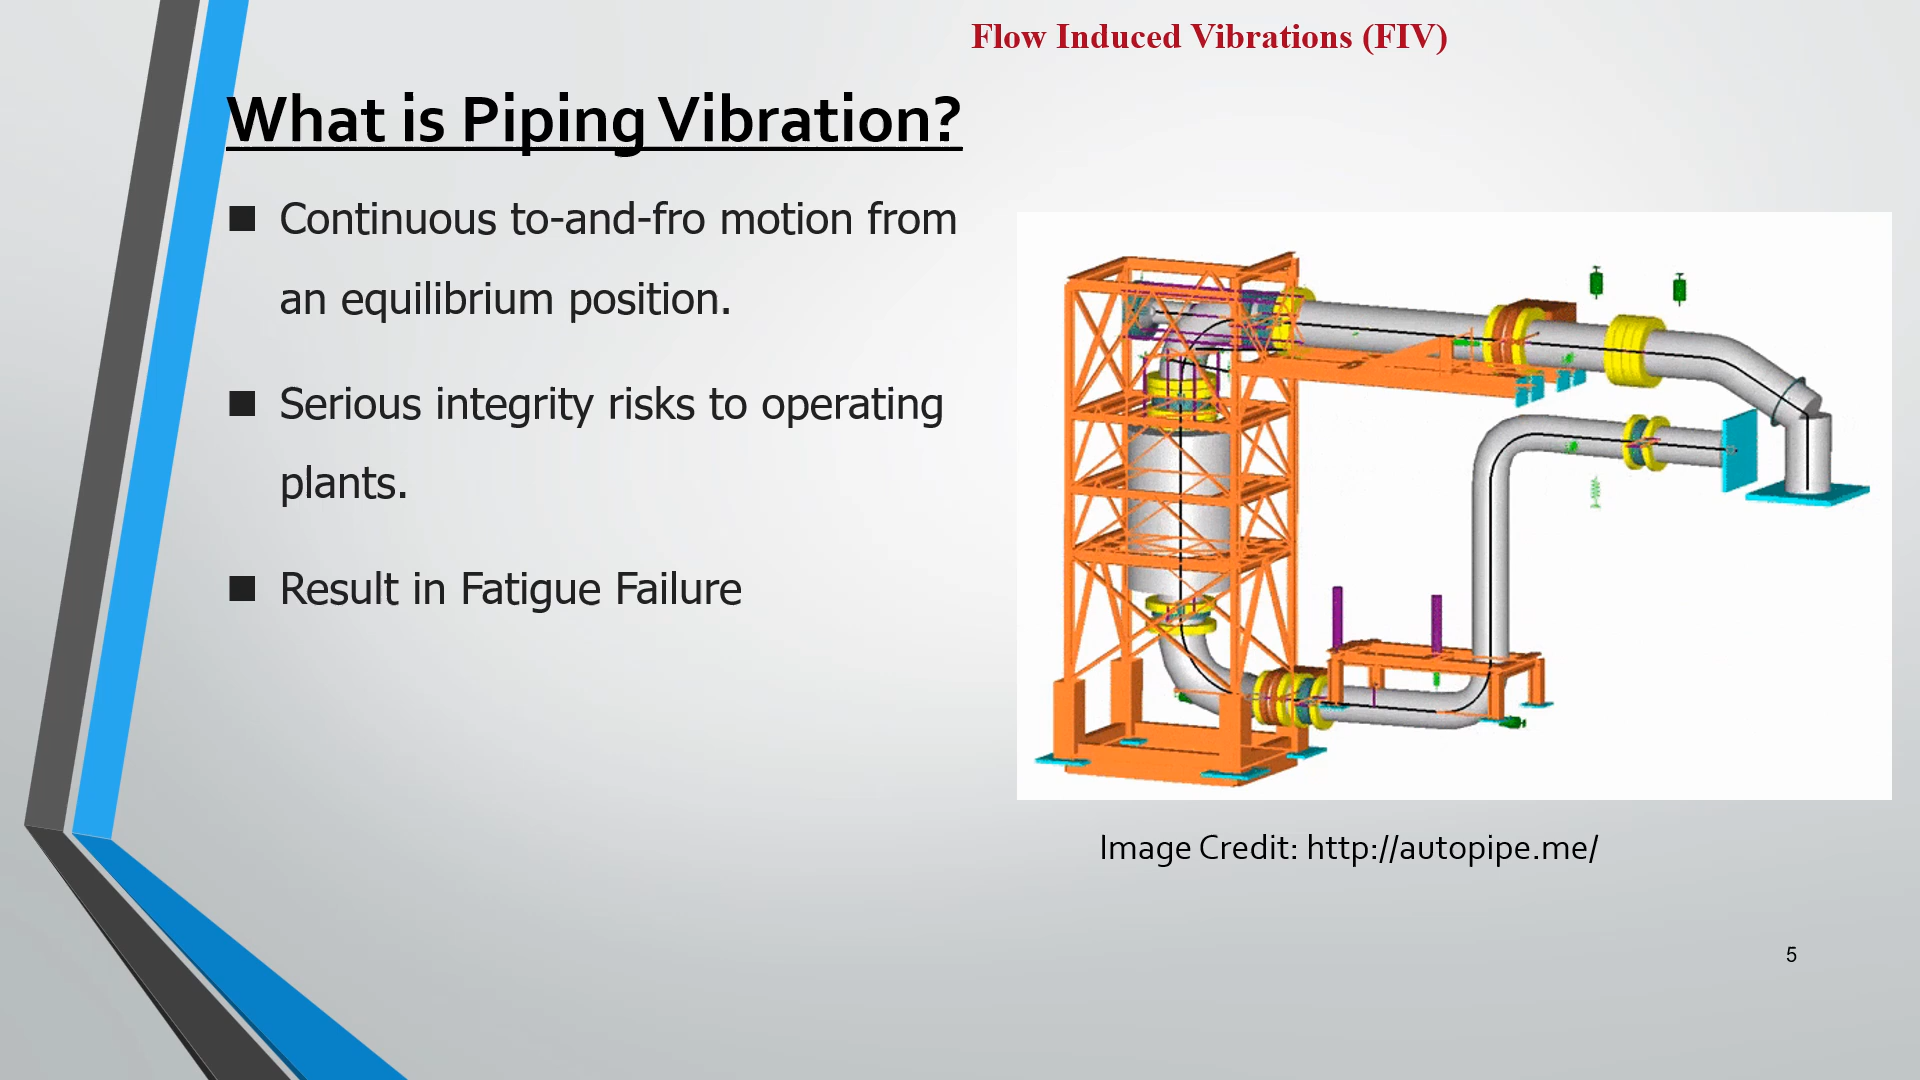 Flow Induced Vibrations (FIV)
What is Piping Vibration?
Continuous to-and-fro motion from
an equilibrium position.
Serious integrity risks to operating
plants.
Result in Fatigue Failure
Image Credit: http://autopipe.me/
5